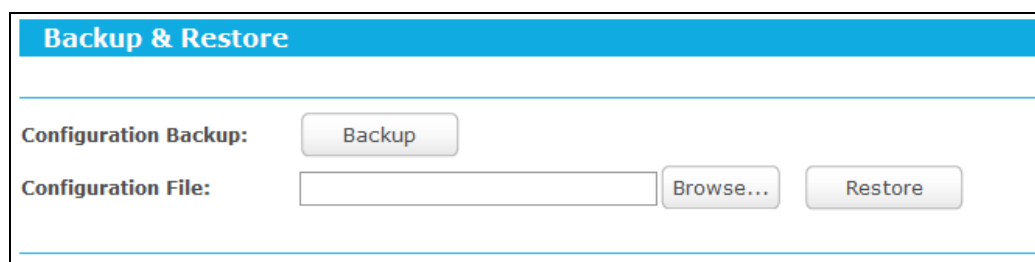 Backup & Restore
Configuration Backup: Backup
Configuration File: Browse... Restore